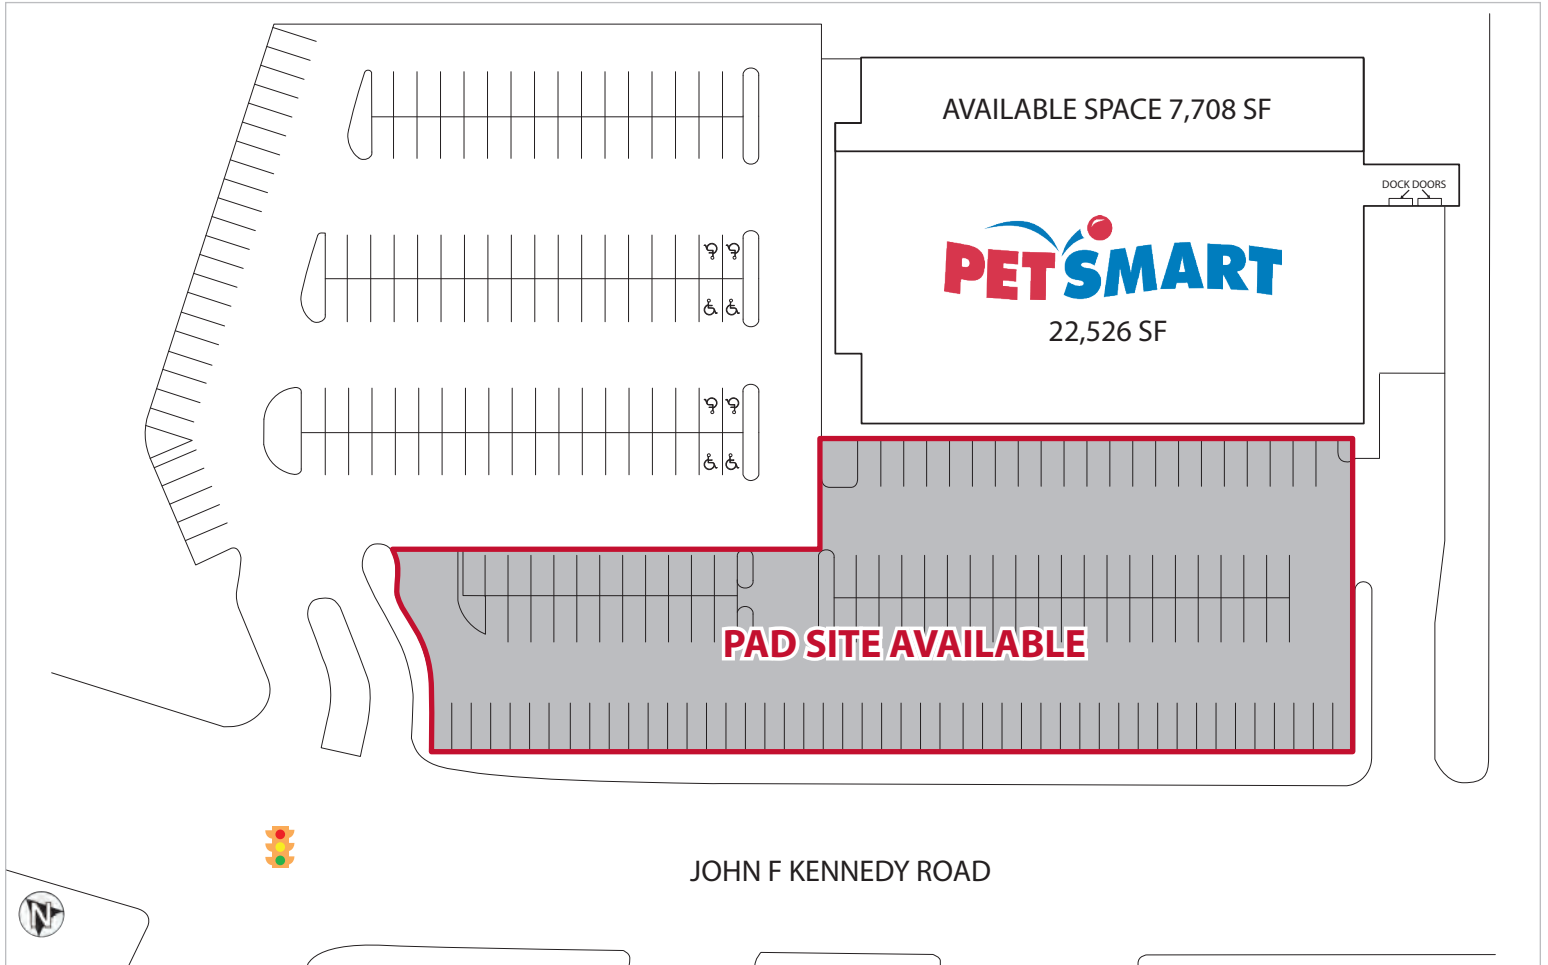 AVAILABLE SPACE 7,708 SF
DOCK DOORS
PETSMART
22,526 SF
PAD SITE AVAILABLE
JOHN F KENNEDY ROAD
N